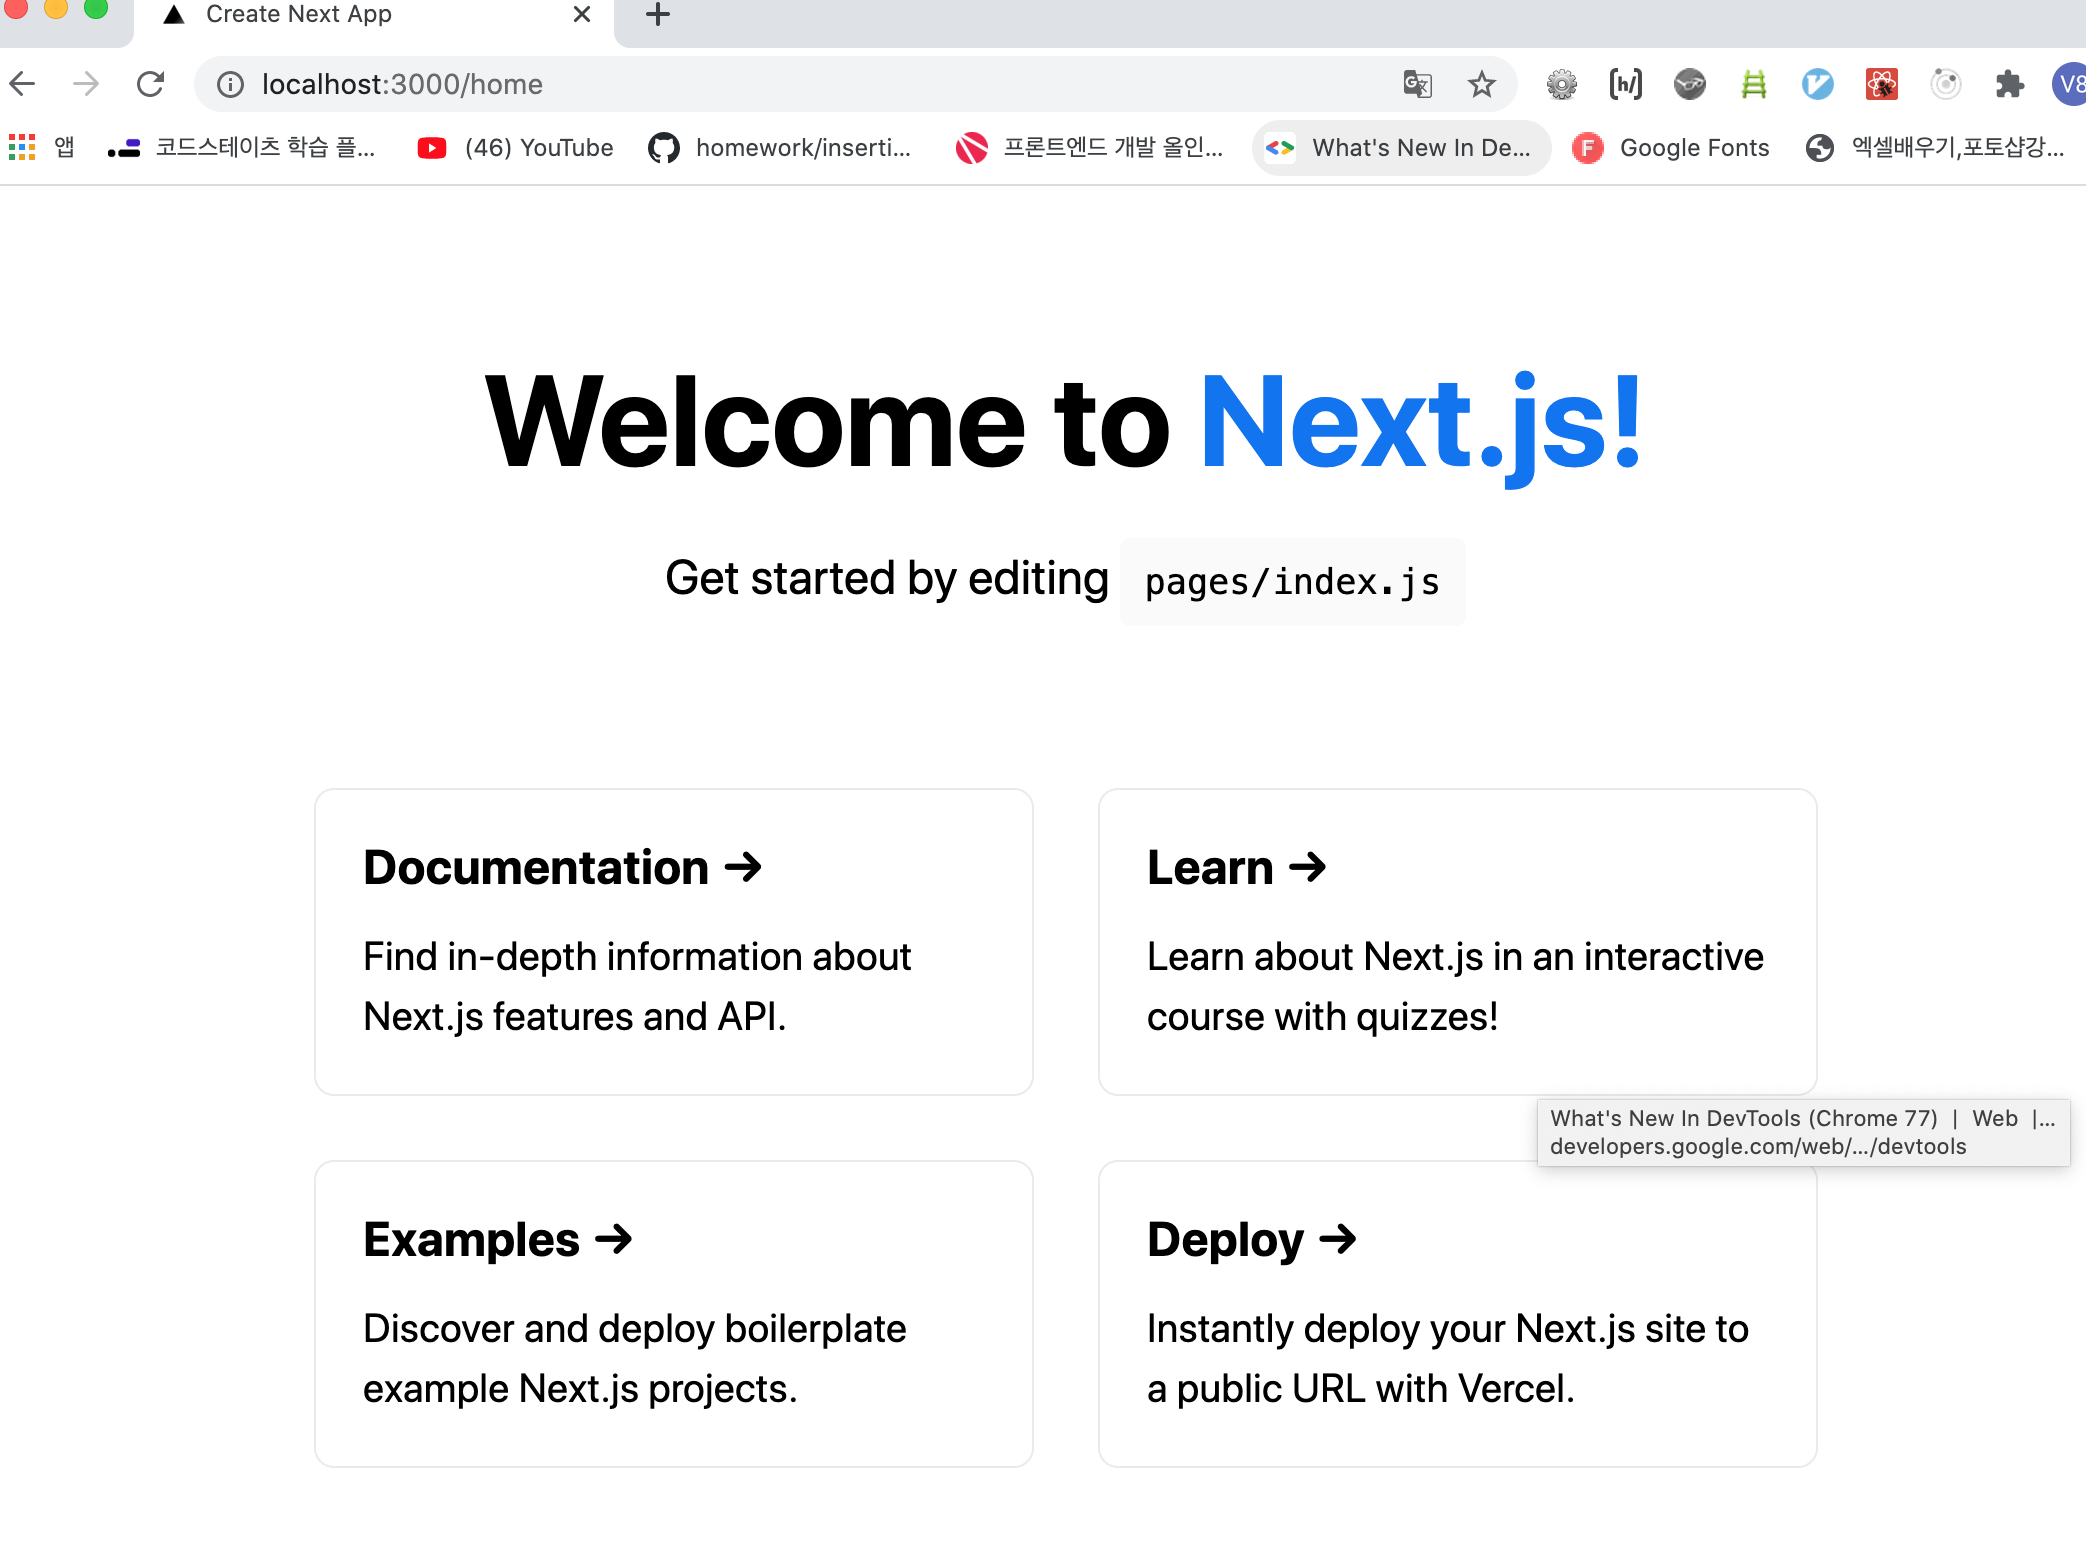 Create Next App
localhost:3000/home
앱
코드스테이츠 학습 플...
(46) YouTube
homework/inserti...
프론트엔드 개발 올인...
What's New In De...
F
Google Fonts
엑셀배우기,포토샵강...
[h/]
V8
Welcome to Next.js!
Get started by editing pages/index.js
Documentation →
Find in-depth information about
Next.js features and API.
Learn →
Learn about Next.js in an interactive
course with quizzes!
What's New In DevTools (Chrome 77) | Web |...
developers.google.com/web/.../devtools
Examples →
Discover and deploy boilerplate
example Next.js projects.
Deploy →
Instantly deploy your Next.js site to
a public URL with Vercel.